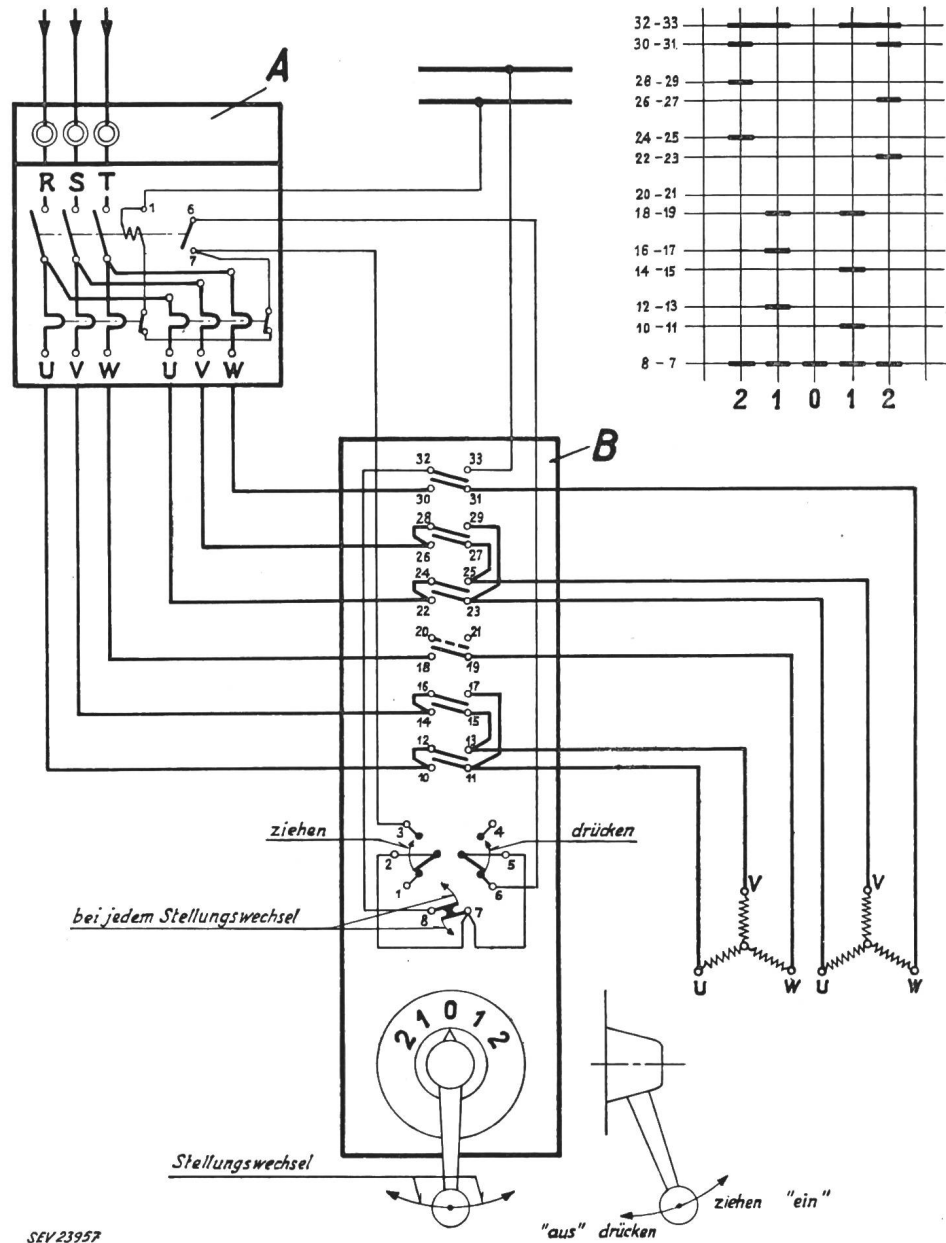 A
R S T
1
6
7
U V W U V W
32-33
30-31
28-29
26-27
24-25
22-23
20-21
18-19
16-17
14-15
12-13
10-11
8-7
2 1 0 1 2
B
32 33
30 31
28 29
26 27
24 25
22 23
20 21
18 19
16 17
14 15
12 13
10 11
ziehen
3 4
drücken
2 5
1 6
bei jedem Stellungswechsel
8 7
V V
U W U W
2 1 0 1 2
Stellungswechsel
ziehen "ein"
"aus" drücken
SEV 23957